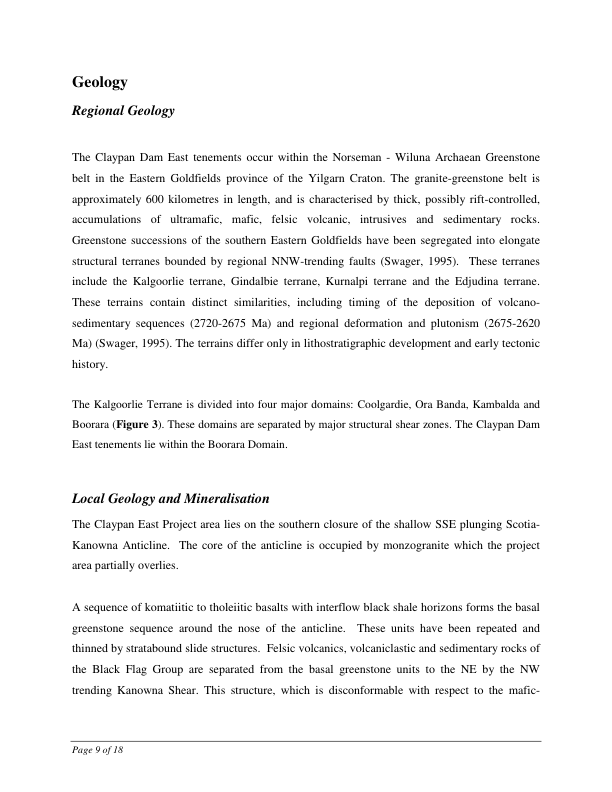 Geology
Regional Geology
The Claypan Dam East tenements occur within the Norseman - Wiluna Archaean Greenstone
belt in the Eastern Goldfields province of the Yilgarn Craton. The granite-greenstone belt is
approximately 600 kilometres in length, and is characterised by thick, possibly rift-controlled,
accumulations of ultramafic, mafic, felsic volcanic, intrusives and sedimentary rocks.
Greenstone successions of the southern Eastern Goldfields have been segregated into elongate
structural terranes bounded by regional NNW-trending faults (Swager, 1995). These terranes
include the Kalgoorlie terrane, Gindalbie terrane, Kurnalpi terrane and the Edjudina terrane.
These terrains contain distinct similarities, including timing of the deposition of volcano-
sedimentary sequences (2720-2675 Ma) and regional deformation and plutonism (2675-2620
Ma) (Swager, 1995). The terrains differ only in lithostratigraphic development and early tectonic
history.
The Kalgoorlie Terrane is divided into four major domains: Coolgardie, Ora Banda, Kambalda and
Boorara (Figure 3). These domains are separated by major structural shear zones. The Claypan Dam
East tenements lie within the Boorara Domain.
Local Geology and Mineralisation
The Claypan East Project area lies on the southern closure of the shallow SSE plunging Scotia-
Kanowna Anticline. The core of the anticline is occupied by monzogranite which the project
area partially overlies.
A sequence of komatiitic to tholeiitic basalts with interflow black shale horizons forms the basal
greenstone sequence around the nose of the anticline. These units have been repeated and
thinned by stratabound slide structures. Felsic volcanics, volcaniclastic and sedimentary rocks of
the Black Flag Group are separated from the basal greenstone units to the NE by the NW
trending Kanowna Shear. This structure, which is disconformable with respect to the mafic-
Page 9 of 18